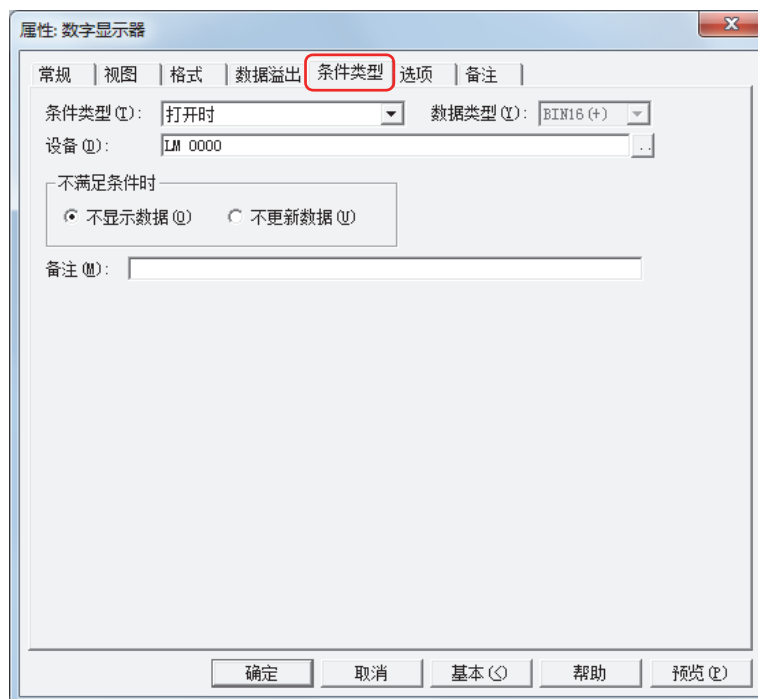 属性: 数字显示器
X
常规 视图 格式 数据溢出 条件类型 选项 备注
条件类型(T): 打开时 数据类型(Y): BIN16(+)
设备(D): LM 0000 ..
不满足条件时
不显示数据(O) 不更新数据(U)
备注(M):
确定 取消 基本(<) 帮助 预览(P)